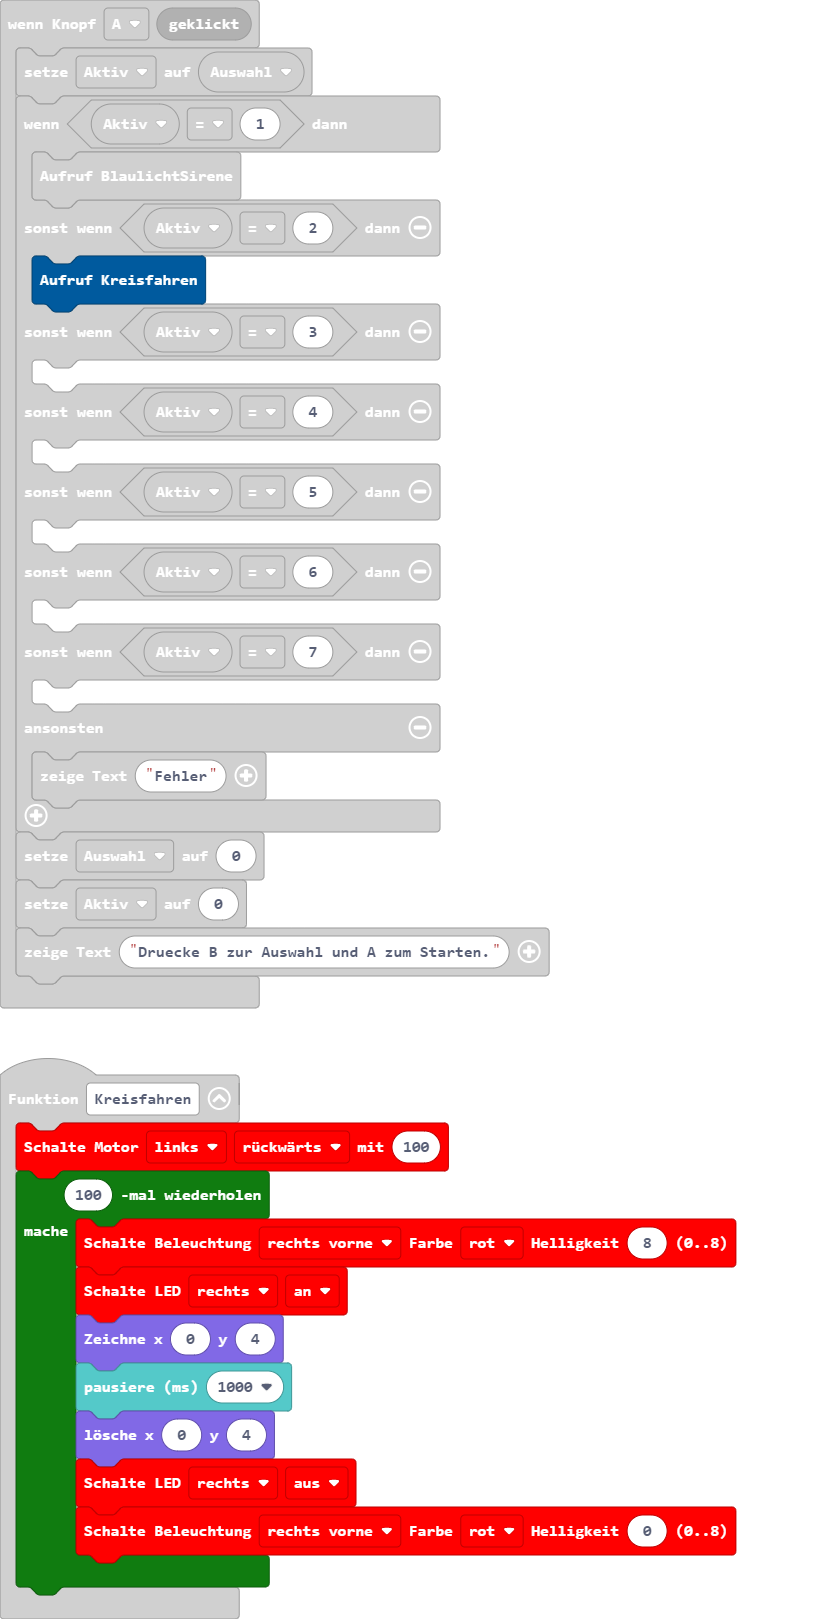 wenn Knopf A geklickt
setze Aktiv auf Auswahl
wenn Aktiv = 1 dann
Aufruf BlaulichtSirene
sonst wenn Aktiv = 2 dann
Aufruf Kreisfahren
sonst wenn Aktiv = 3 dann
sonst wenn Aktiv = 4 dann
sonst wenn Aktiv = 5 dann
sonst wenn Aktiv = 6 dann
sonst wenn Aktiv = 7 dann
ansonsten
zeige Text "Fehler"
setze Auswahl auf 0
setze Aktiv auf 0
zeige Text "Druecke B zur Auswahl und A zum Starten."
Funktion Kreisfahren
Schalte Motor links rückwärts mit 100
100 -mal wiederholen
mache
Schalte Beleuchtung rechts vorne Farbe rot Helligkeit 8 (0..8)
Schalte LED rechts an
Zeichne x 0 y 4
pausiere (ms) 1000
lösche x 0 y 4
Schalte LED rechts aus
Schalte Beleuchtung rechts vorne Farbe rot Helligkeit 0 (0..8)